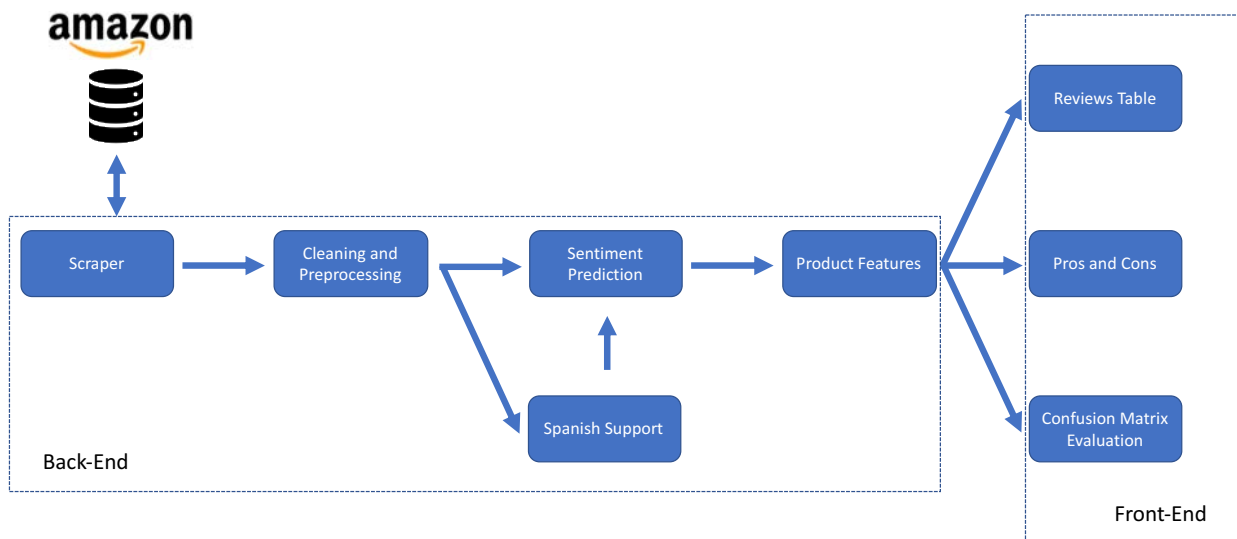 amazon
Scraper
Cleaning and
Preprocessing
Sentiment
Prediction
Product Features
Spanish Support
Back-End
Reviews Table
Pros and Cons
Confusion Matrix
Evaluation
Front-End